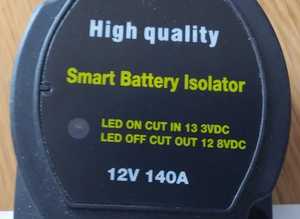 High quality
Smart Battery Isolator
LED ON CUT IN 13 3VDC
LED OFF CUT OUT 12 8VDC
12V 140A